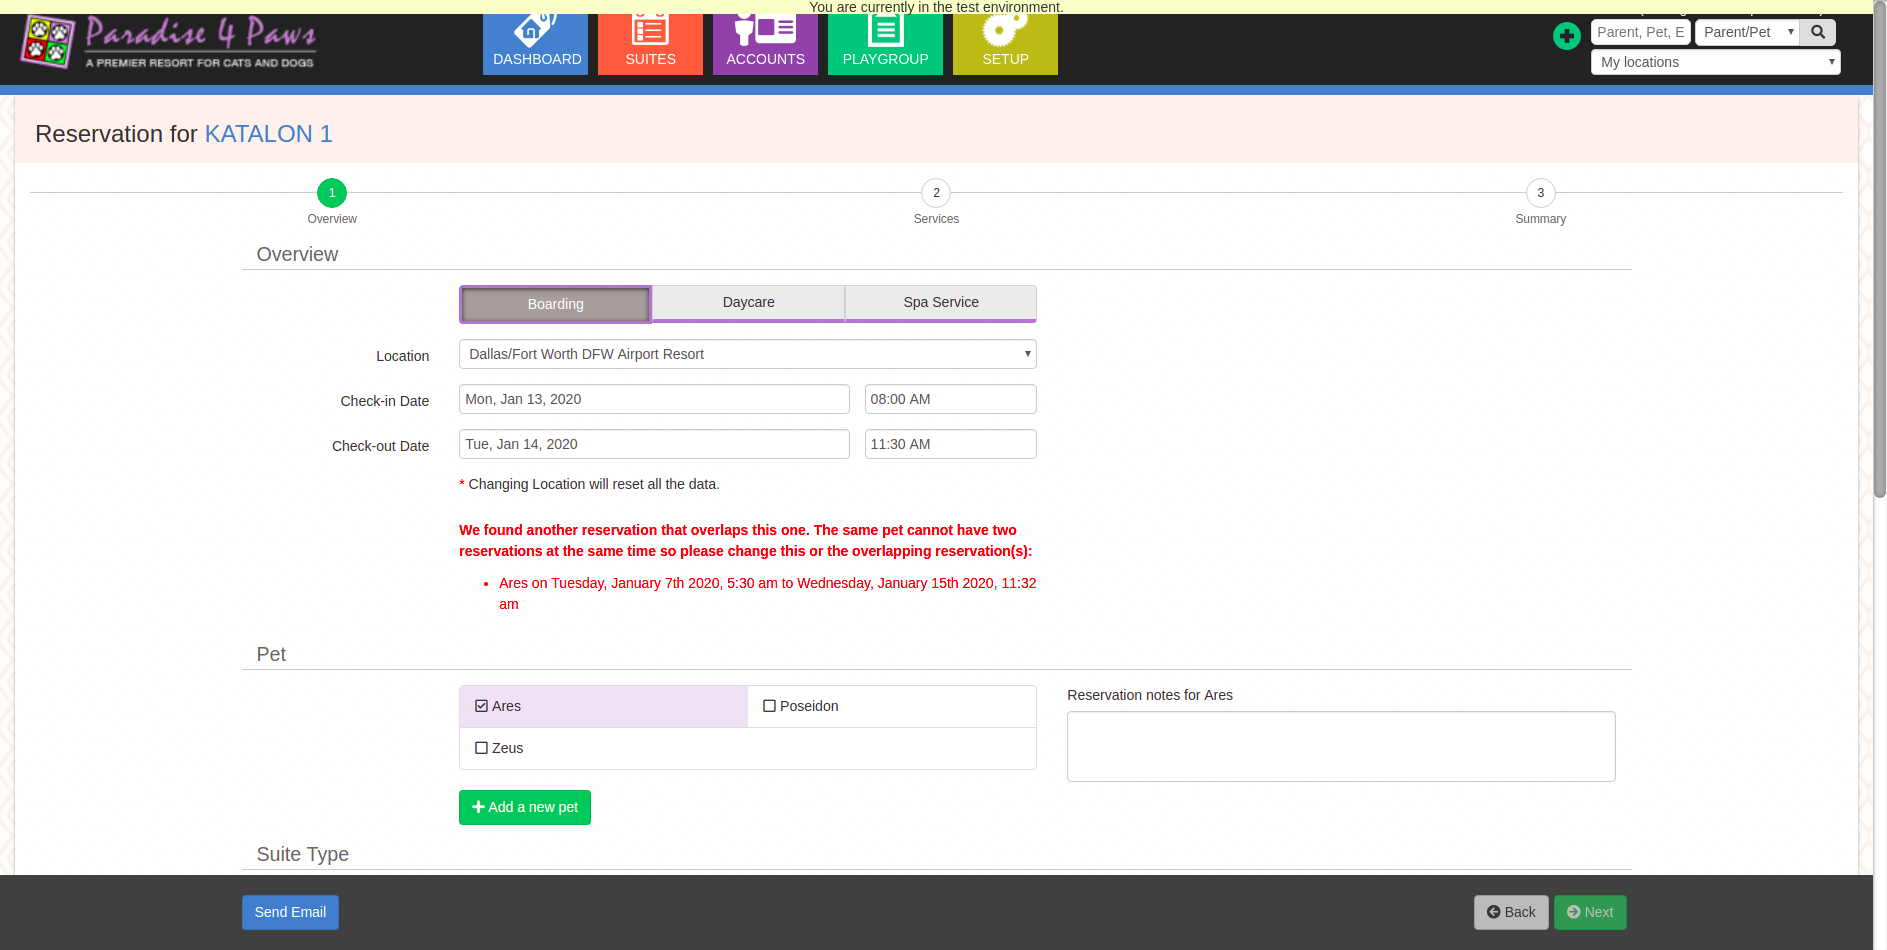 You are currently in the test environment.
Paradise 4 Paws
A PREMIER RESORT FOR CATS AND DOGS
DASHBOARD
SUITES
ACCOUNTS
PLAYGROUP
SETUP
Parent, Pet, E
Parent/Pet
My locations
Reservation for KATALON 1
1
2
3
Overview
Services
Summary
Overview
Boarding
Daycare
Spa Service
Location
Dallas/Fort Worth DFW Airport Resort
Check-in Date
Mon, Jan 13, 2020
08:00 AM
Check-out Date
Tue, Jan 14, 2020
11:30 AM
* Changing Location will reset all the data.
We found another reservation that overlaps this one. The same pet cannot have two
reservations at the same time so please change this or the overlapping reservation(s):
• Ares on Tuesday, January 7th 2020, 5:30 am to Wednesday, January 15th 2020, 11:32
am
Pet
Ares
Poseidon
Reservation notes for Ares
Zeus
Add a new pet
Suite Type
Send Email
Back
Next